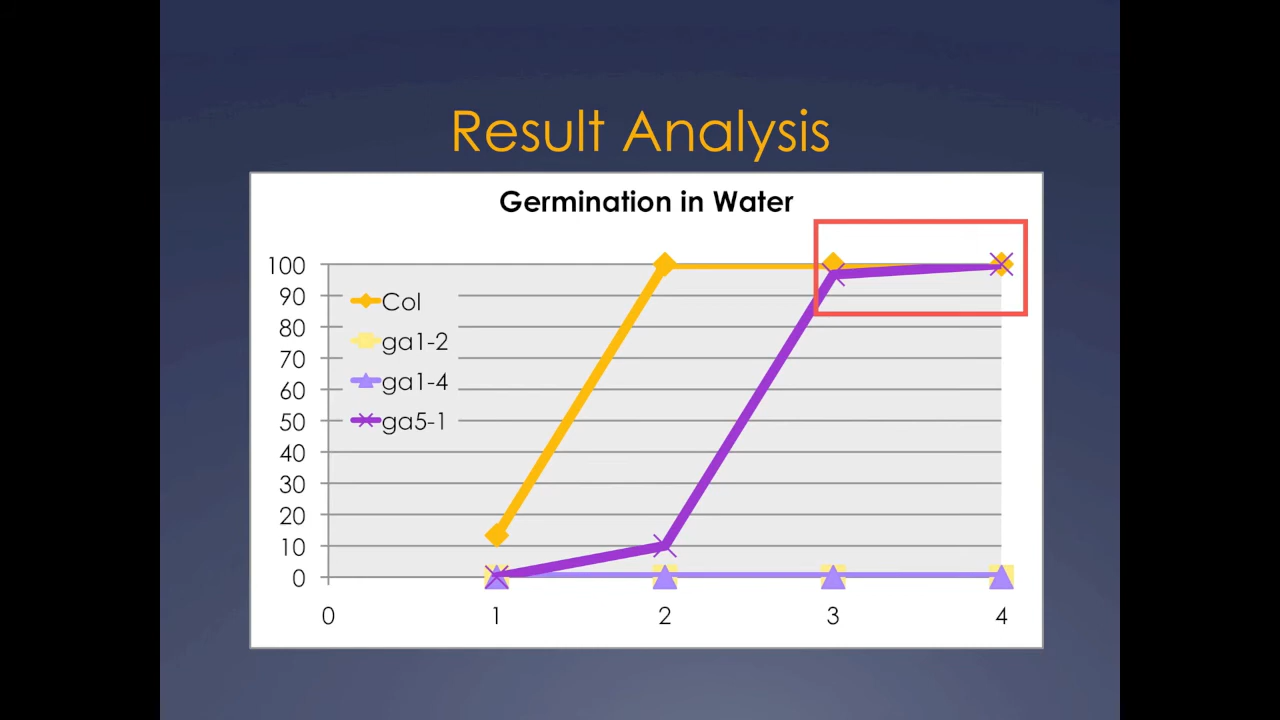 Result Analysis
Germination in Water
100
90
80
70
60
50
40
30
20
10
0
Col
ga1-2
ga1-4
ga5-1
0 1 2 3 4